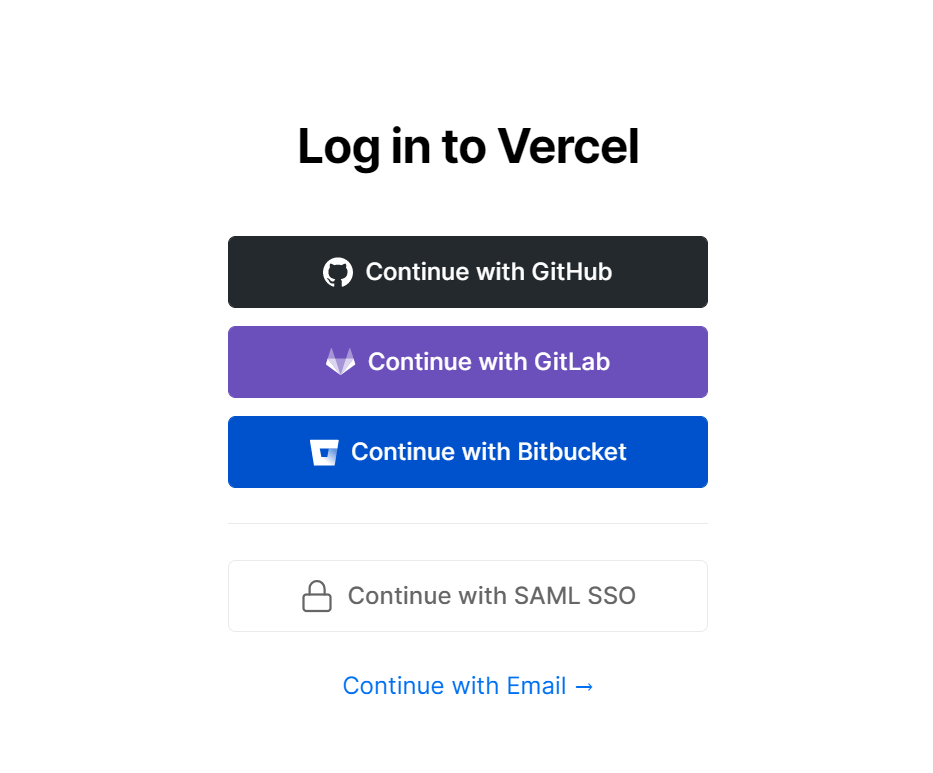 Log in to Vercel
Continue with GitHub
Continue with GitLab
Continue with Bitbucket
Continue with SAML SSO
Continue with Email →